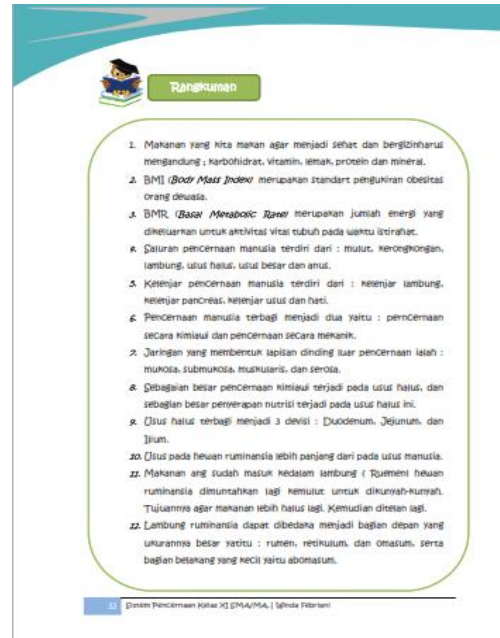 Rangkuman
1. Makanan yang kita makan agar menjadi sehat dan bergizinharus
mengandung ; karbohidrat, vitamin, lemak, protein dan mineral.
2. BMI (Body Mass Index) merupakan standart pengukiran obesitas
orang dewasa.
3. BMR (Basal Metabolic Rate) merupakan jumlah energi yang
dikeluarkan untuk aktivitas vital tubuh pada waktu istirahat.
4. Saluran pencernaan manusia terdiri dari : mulut, kerongkongan,
lambung, usus halus, usus besar dan anus.
5. Kelenjar pencernaan manusia terdiri dari : kelenjar lambung,
kelenjar pancreas, kelenjar usus dan hati.
6. Pencernaan manusia terbagi menjadi dua yaitu : perncernaan
secara kimiawi dan pencernaan secara mekanik.
7. Jaringan yang membentuk lapisan dinding luar pencernaan ialah :
mukosa, submukosa, muskularis, dan serosa.
8. Sebagaian besar pencernaan kimiawi terjadi pada usus halus, dan
sebagian besar penyerapan nutrisi terjadi pada usus halus ini.
9. Usus halus terbagi menjadi 3 devisi : Duodenum, Jejunum, dan
Ilium.
10. Usus pada hewan ruminansia lebih panjang dari pada usus manusia.
11. Makanan ang sudah masuk kedalam lambung ( Ruemen) hewan
ruminansia dimuntahkan lagi kemulut untuk dikunyah-kunyah.
Tujuannya agar makanan lebih halus lagi. Kemudian ditelan lagi.
12. Lambung ruminansia dapat dibedaka menjadi bagian depan yang
ukurannya besar yatitu : rumen, retikulum, dan omasum, serta
bagian belakang yang kecil yaitu abomasum.
33 Sistem Pencernaan Kelas XI SMA/MA. | Winda Febriani